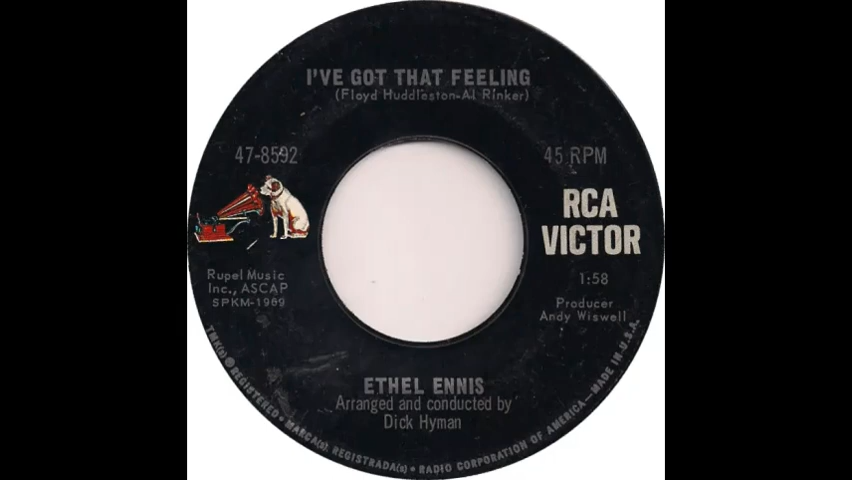 I'VE GOT THAT FEELING
(Floyd Huddleston-Al Rinker)
47-8592
45 RPM
RCA
VICTOR
Rupel Music
Inc., ASCAP
SPKM-1969
1:58
Producer
Andy Wiswell
ETHEL ENNIS
Arranged and conducted by
Dick Hyman
TMK(s) ® REGISTERED • MARCA(s) REGISTRADA(s) • RADIO CORPORATION OF AMERICA—MADE IN U.S.A.